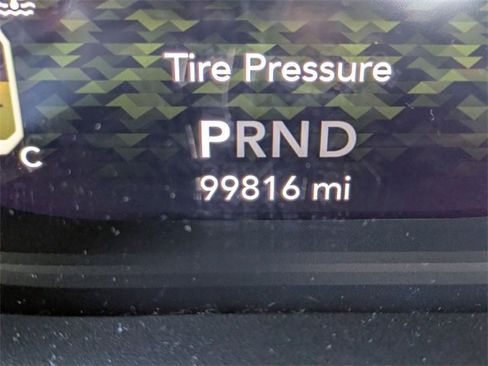 Tire Pressure
PRND
C
99816 mi